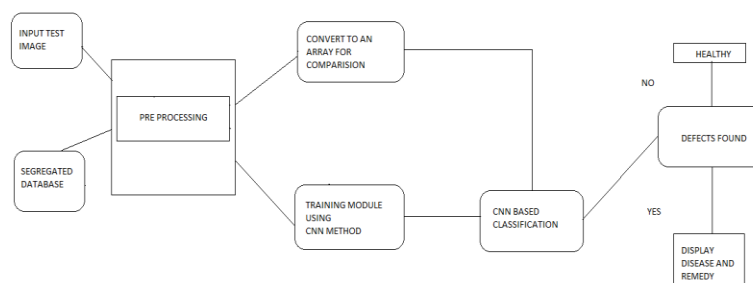 INPUT TEST
IMAGE
CONVERT TO AN
ARRAY FOR
COMPARISION
HEALTHY
NO
PRE PROCESSING
DEFECTS FOUND
SEGREGATED
DATABASE
TRAINING MODULE
USING
CNN METHOD
CNN BASED
CLASSIFICATION
YES
DISPLAY
DISEASE AND
REMEDY